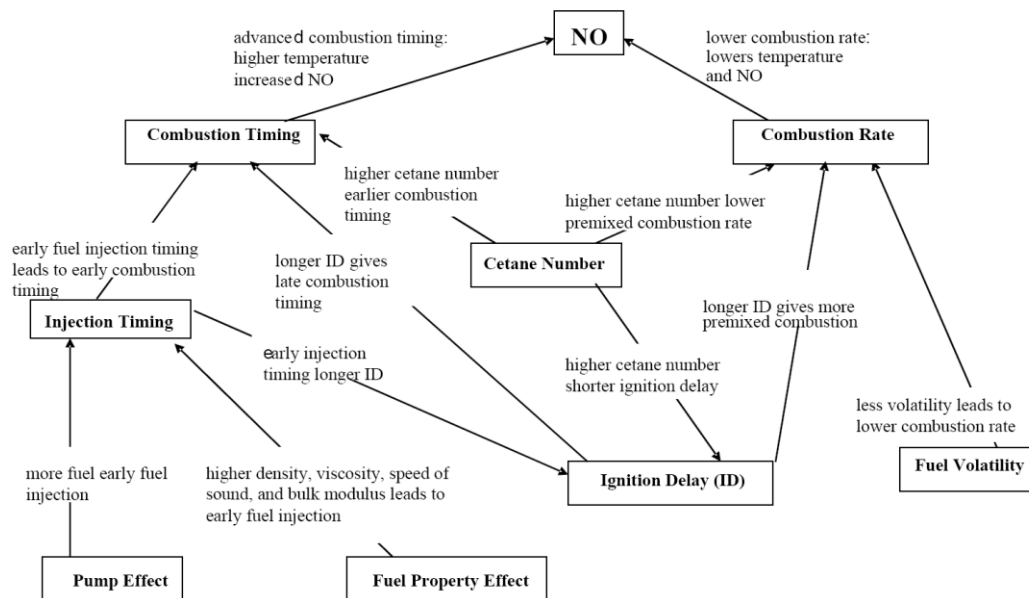 NO
advanced combustion timing:
higher temperature
increased NO
lower combustion rate:
lowers temperature
and NO
Combustion Timing
Combustion Rate
higher cetane number
earlier combustion
timing
higher cetane number lower
premixed combustion rate
early fuel injection timing
leads to early combustion
timing
longer ID gives
late combustion
timing
Cetane Number
Injection Timing
longer ID gives more
premixed combustion
early injection
timing longer ID
higher cetane number
shorter ignition delay
less volatility leads to
lower combustion rate
more fuel early fuel
injection
higher density, viscosity, speed of
sound, and bulk modulus leads to
early fuel injection
Ignition Delay (ID)
Fuel Volatility
Pump Effect
Fuel Property Effect